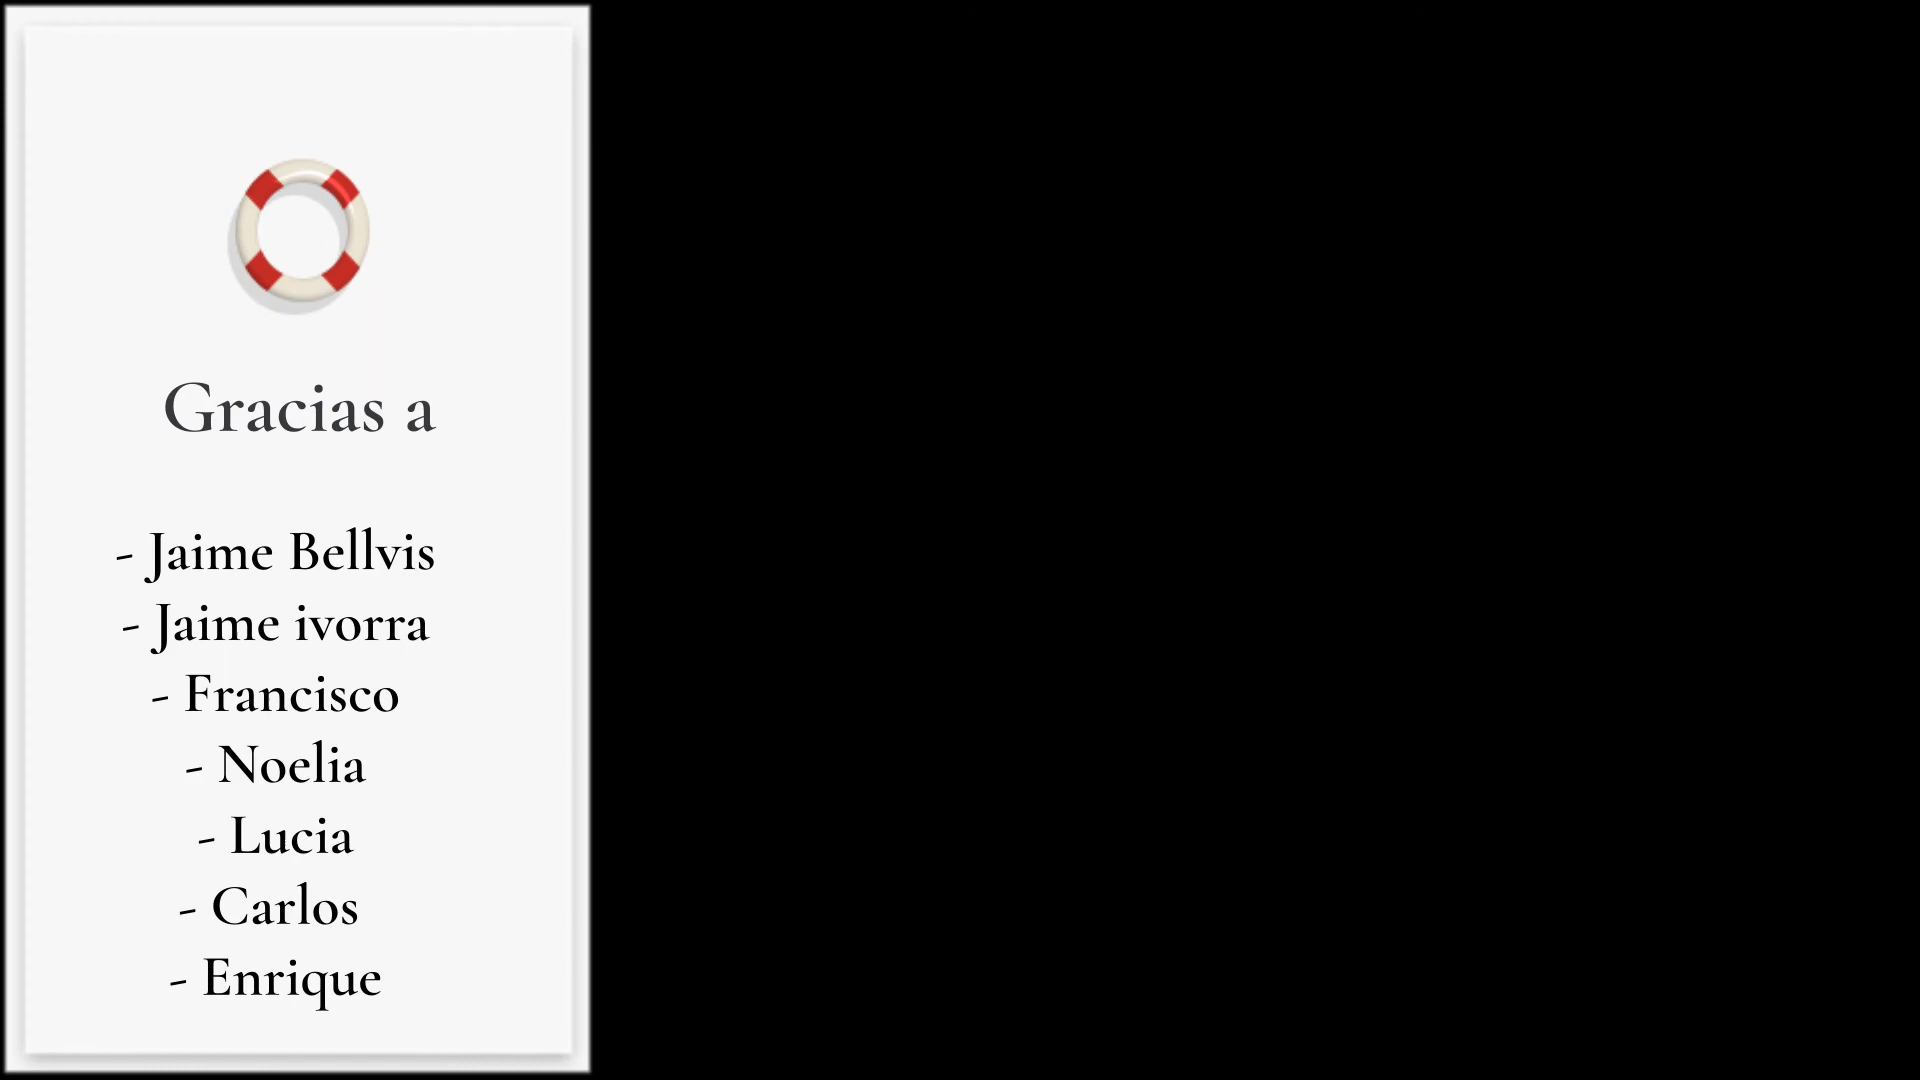 Gracias a
- Jaime Bellvis
- Jaime ivorra
- Francisco
- Noelia
- Lucia
- Carlos
- Enrique